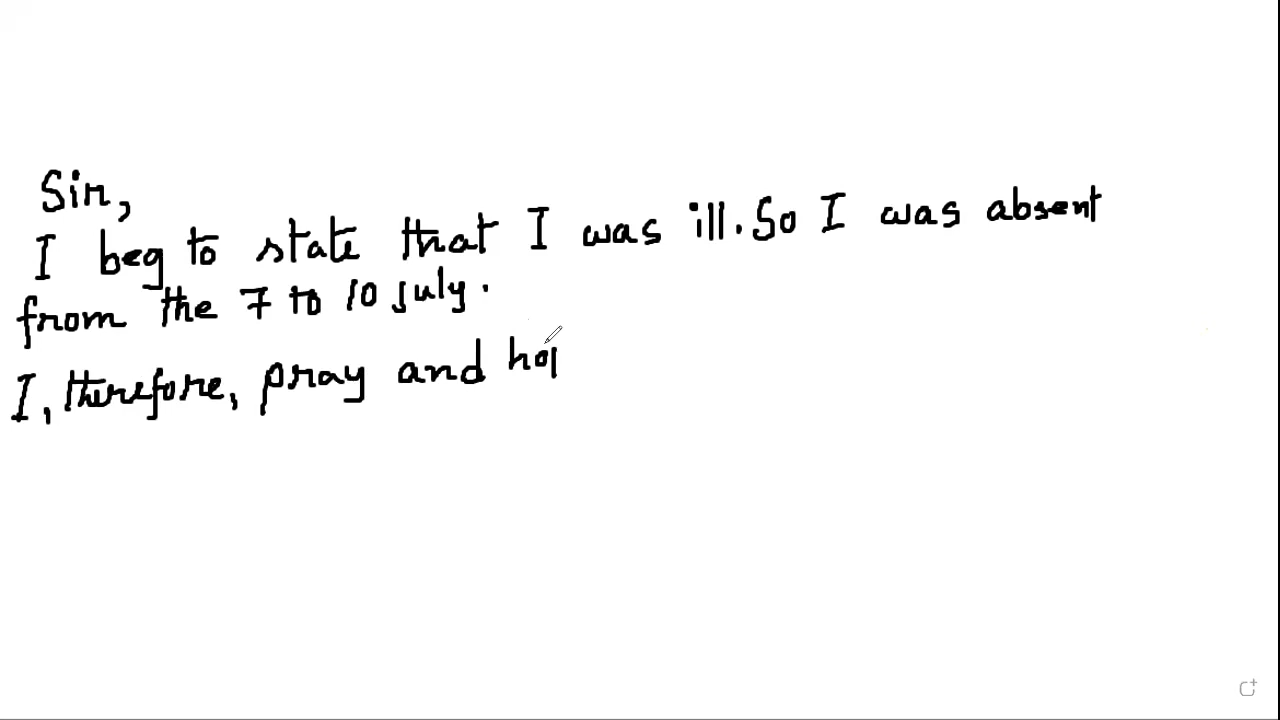 Sir,
I beg to state that I was ill. So I was absent
from the 7 to 10 july.
I, therefore, pray and hop